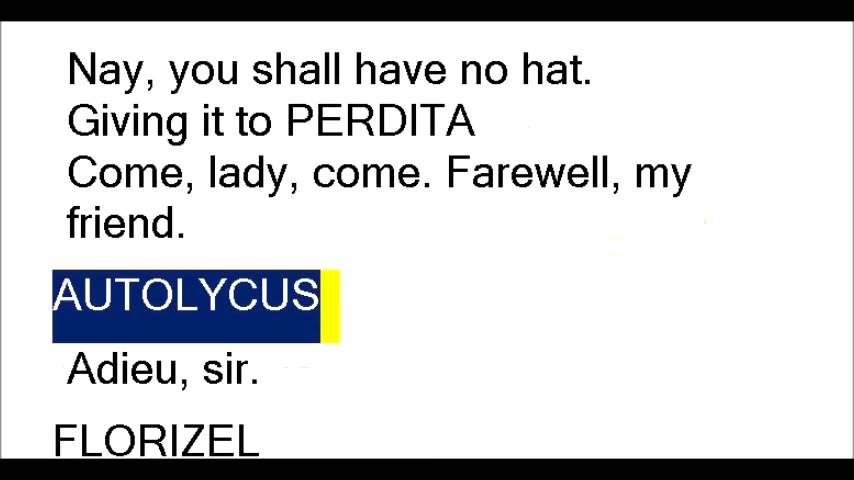 Nay, you shall have no hat.
Giving it to PERDITA
Come, lady, come. Farewell, my
friend.
AUTOLYCUS
Adieu, sir.
FLORIZEL